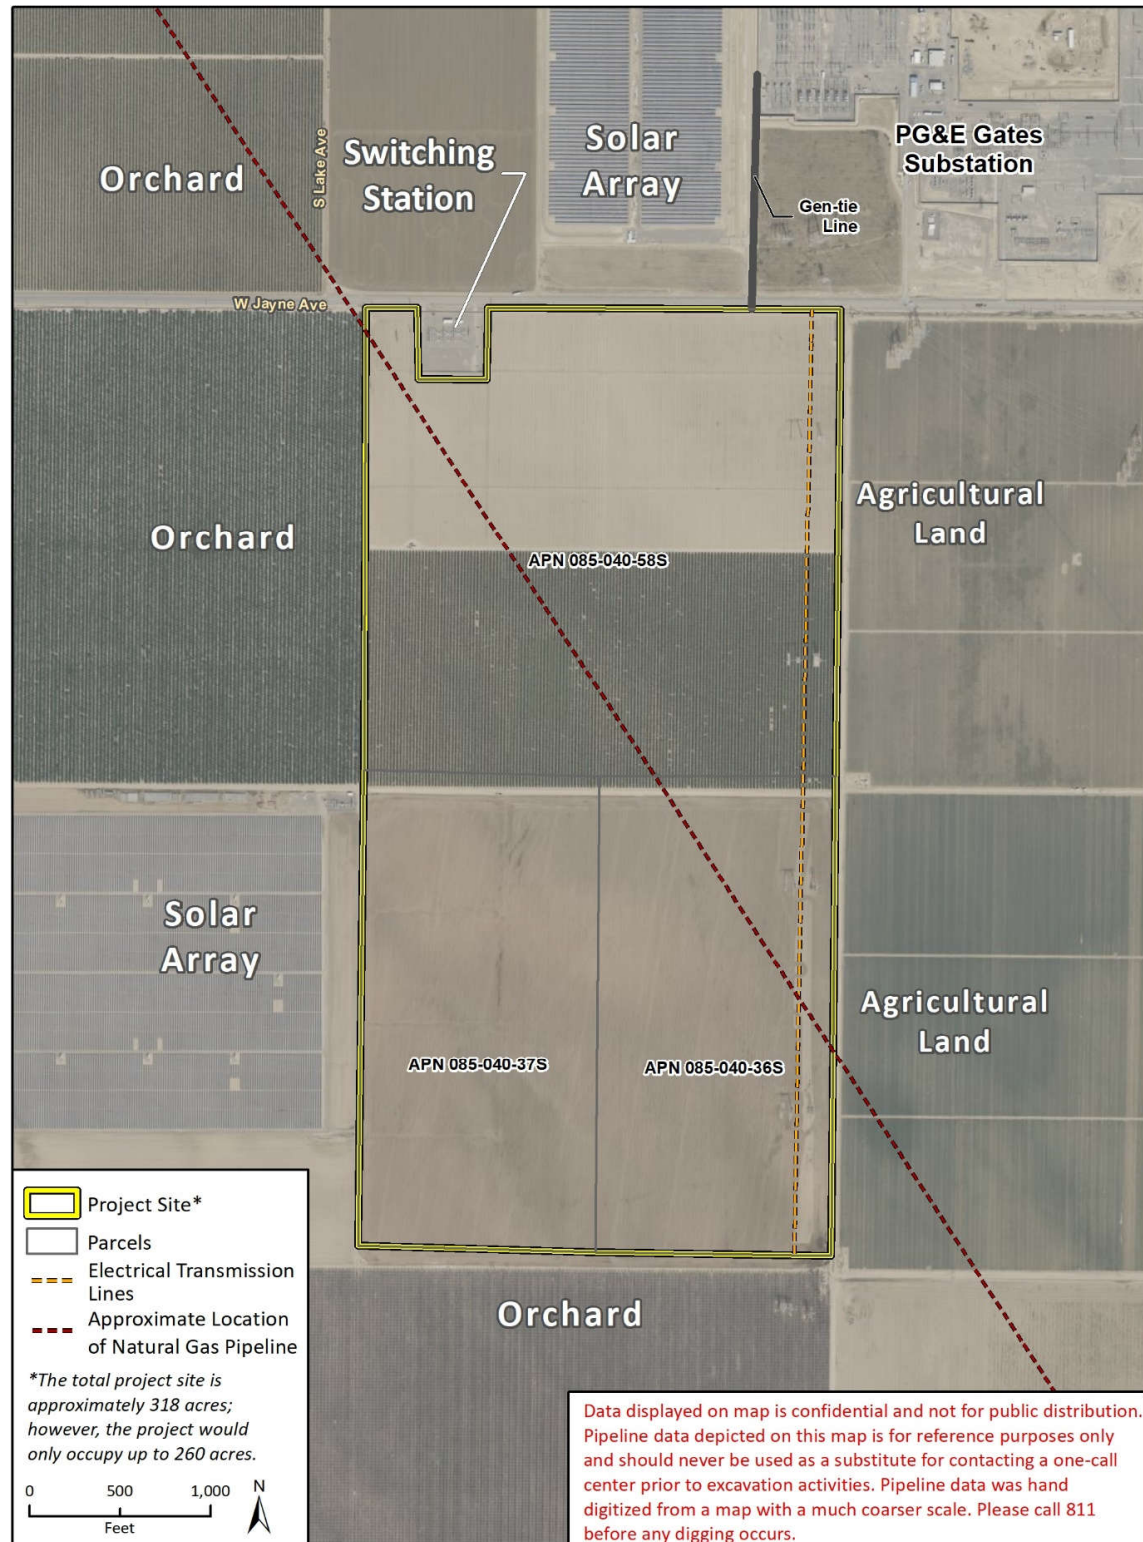 Orchard
S Lake Ave
Switching
Station
Solar
Array
PG&E Gates
Substation
Gen-tie
Line
W Jayne Ave
Orchard
Agricultural
Land
APN 085-040-58S
Solar
Array
Agricultural
Land
APN 085-040-37S
APN 085-040-36S
Orchard
Project Site*
Parcels
Electrical Transmission
Lines
Approximate Location
of Natural Gas Pipeline
*The total project site is
approximately 318 acres;
however, the project would
only occupy up to 260 acres.
0 500 1,000
Feet
N
Data displayed on map is confidential and not for public distribution.
Pipeline data depicted on this map is for reference purposes only
and should never be used as a substitute for contacting a one-call
center prior to excavation activities. Pipeline data was hand
digitized from a map with a much coarser scale. Please call 811
before any digging occurs.